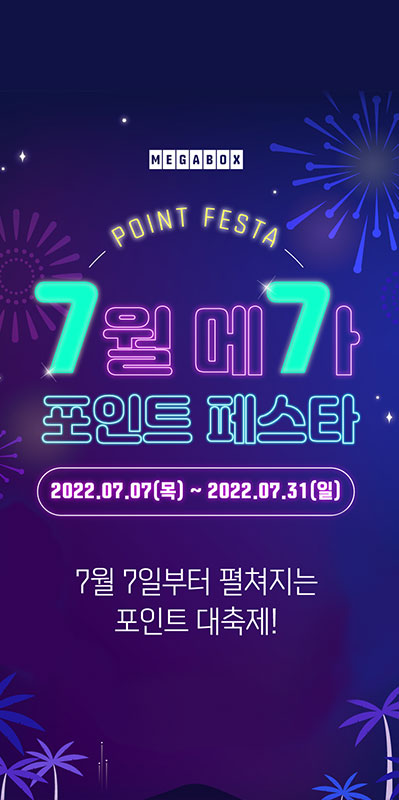 MEGABOX
POINT FESTA
7월 메7ㅏ
포인트 페스타
2022.07.07(목) ~ 2022.07.31(일)
7월 7일부터 펼쳐지는
포인트 대축제!